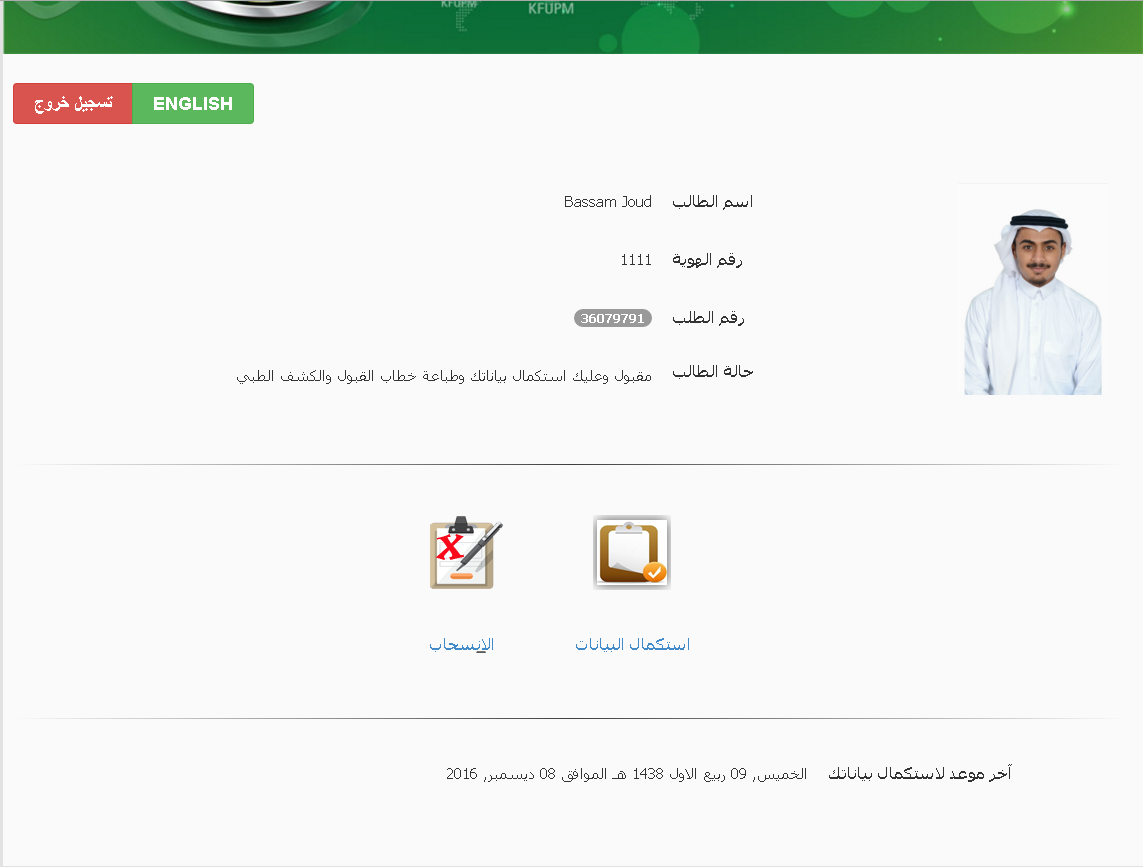 KFUPM
KFUPM
تسجيل خروج
ENGLISH
اسم الطالب Bassam Joud
رقم الهوية 1111
رقم الطلب 36079791
حالة الطالب مقبول وعليك استكمال بياناتك وطباعة خطاب القبول والكشف الطبي
استكمال البيانات
الإنسحاب
آخر موعد لاستكمال بياناتك الخميس, 09 ربيع الاول 1438 هـ الموافق 08 ديسمبر, 2016